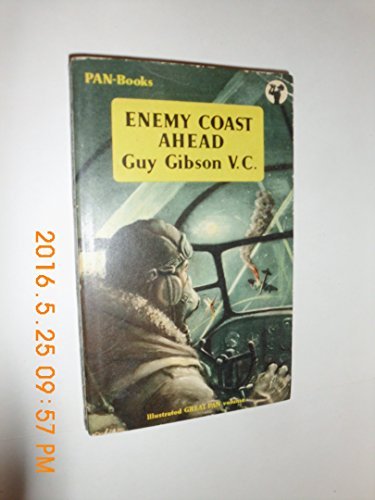 PAN-Books
ENEMY COAST
AHEAD
Guy Gibson V.C.
Illustrated GREAT PAN volume
2016.5.25 09:57 PM